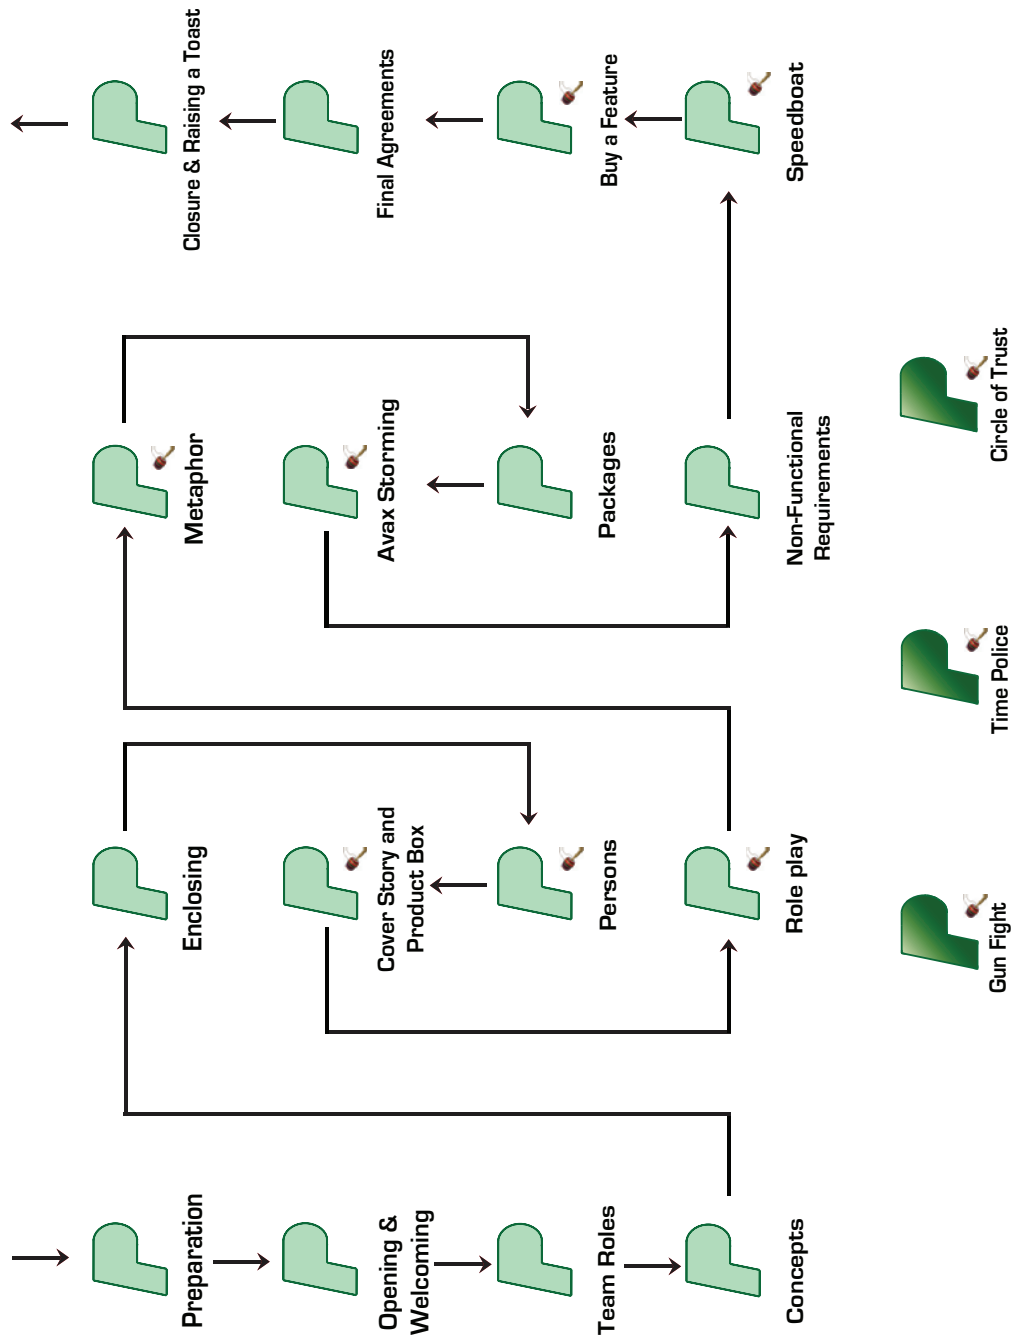 Preparation
Opening &
Welcoming
Team Roles
Concepts
Enclosing
Cover Story and
Product Box
Persons
Role play
Metaphor
Avax Storming
Packages
Non-Functional
Requirements
Closure & Raising a Toast
Final Agreements
Buy a Feature
Speedboat
Gun Fight
Time Police
Circle of Trust